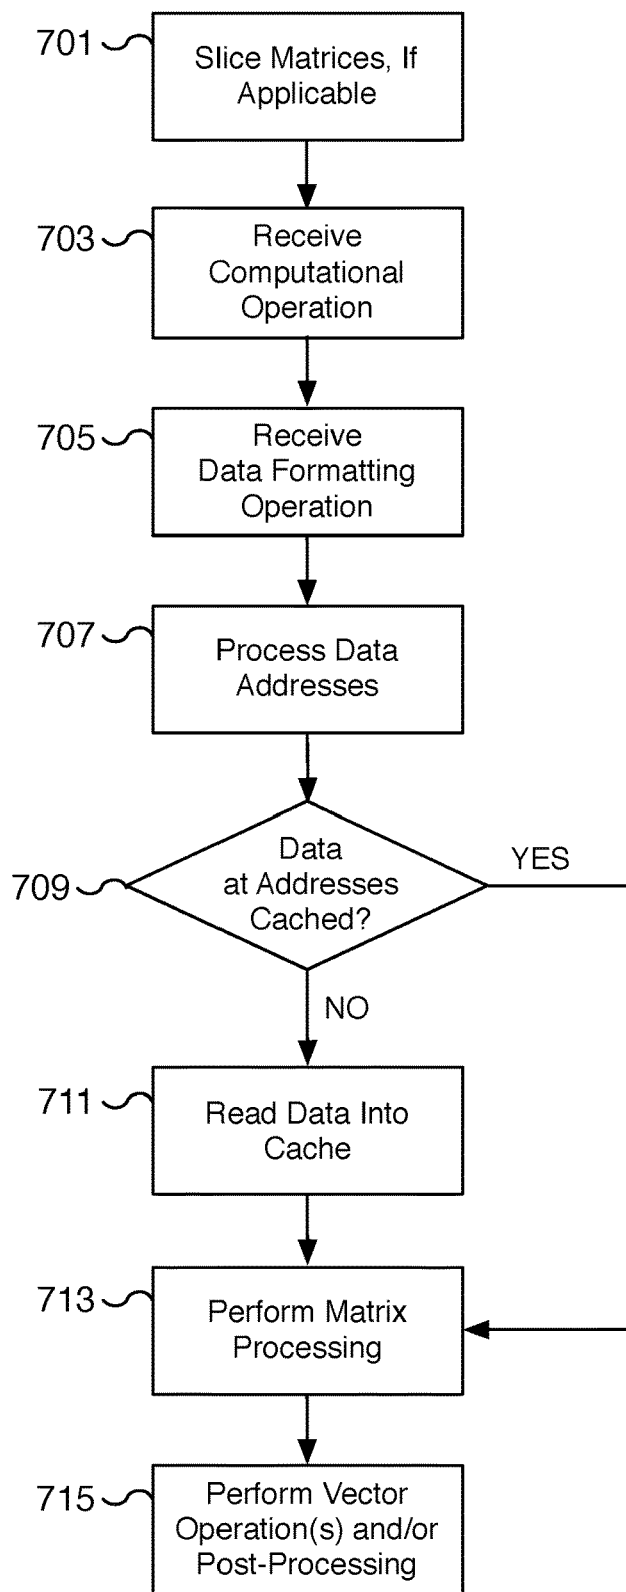 701
Slice Matrices, If
Applicable
703
Receive
Computational
Operation
705
Receive
Data Formatting
Operation
707
Process Data
Addresses
709
Data
at Addresses
Cached?
YES
NO
711
Read Data Into
Cache
713
Perform Matrix
Processing
715
Perform Vector
Operation(s) and/or
Post-Processing